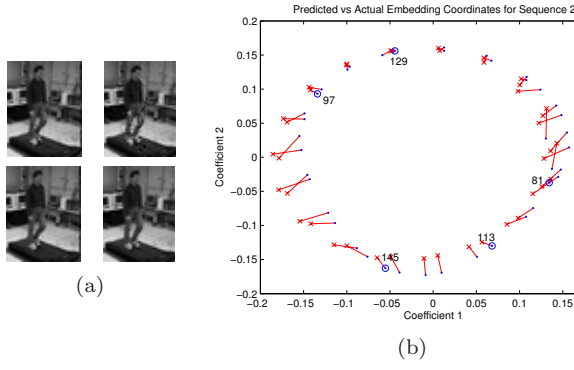 Predicted vs Actual Embedding Coordinates for Sequence 2
0.2
0.15
0.1
0.05
0
−0.05
−0.1
−0.15
−0.2
Coefficient 2
129
97
81
113
145
−0.2 −0.15 −0.1 −0.05 0 0.05 0.1 0.15
Coefficient 1
(a)
(b)